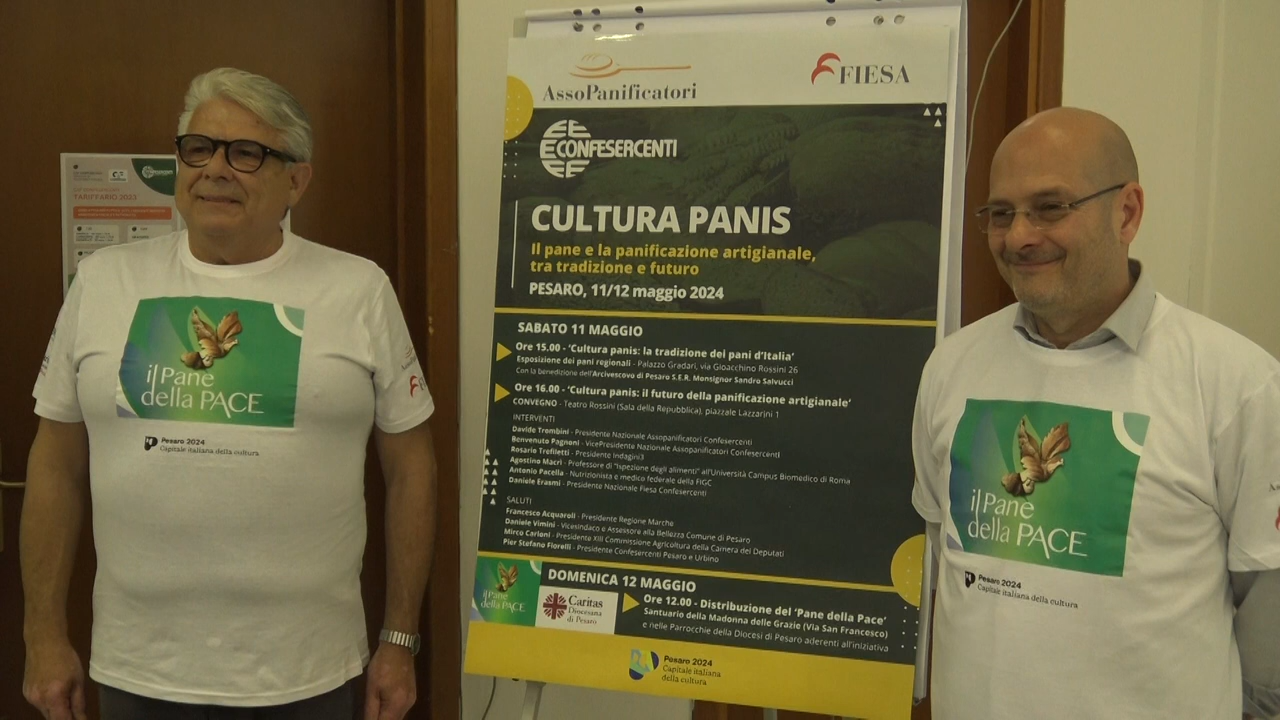 AssoPanificatori
FIESA
CONFESERCENTI
CULTURA PANIS
Il pane e la panificazione artigianale,
tra tradizione e futuro
PESARO, 11/12 maggio 2024
SABATO 11 MAGGIO
Ore 15.00 - ‘Cultura panis: la tradizione dei pani d’Italia’
Esposizione dei pani regionali - Palazzo Gradari, via Gioacchino Rossini 26
Con la benedizione dell'Arcivescovo di Pesaro S.E.R. Monsignor Sandro Salvucci
Ore 16.00 - ‘Cultura panis: il futuro della panificazione artigianale’
CONVEGNO - Teatro Rossini (Sala della Repubblica), piazzale Lazzarini 1
INTERVENTI
Davide Trombini - Presidente Nazionale Assopanificatori Confesercenti
Benvenuto Pagnoni - VicePresidente Nazionale Assopanificatori Confesercenti
Rosario Trefiletti - Presidente Indagini3
Agostino Macrì - Professore di "Ispezione degli alimenti" all'Università Campus Biomedico di Roma
Antonio Pacella - Nutrizionista e medico federale della FIGC
Daniele Erasmi - Presidente Nazionale Fiesa Confesercenti
SALUTI
Francesco Acquaroli - Presidente Regione Marche
Daniele Vimini - Vicesindaco e Assessore alla Bellezza Comune di Pesaro
Mirco Carloni - Presidente XIII Commissione Agricoltura della Camera dei Deputati
Pier Stefano Fiorelli - Presidente Confesercenti Pesaro e Urbino
il Pane
della PACE
Caritas
Diocesana
di Pesaro
DOMENICA 12 MAGGIO
Ore 12.00 - Distribuzione del ‘Pane della Pace’
Santuario della Madonna delle Grazie (Via San Francesco)
e nelle Parrocchie della Diocesi di Pesaro aderenti all'iniziativa
Pesaro 2024
Capitale italiana
della cultura
il Pane
della PACE
Pesaro 2024
Capitale italiana della cultura
il Pane
della PACE
Pesaro 2024
Capitale italiana della cultura
TARIFFARIO 2023